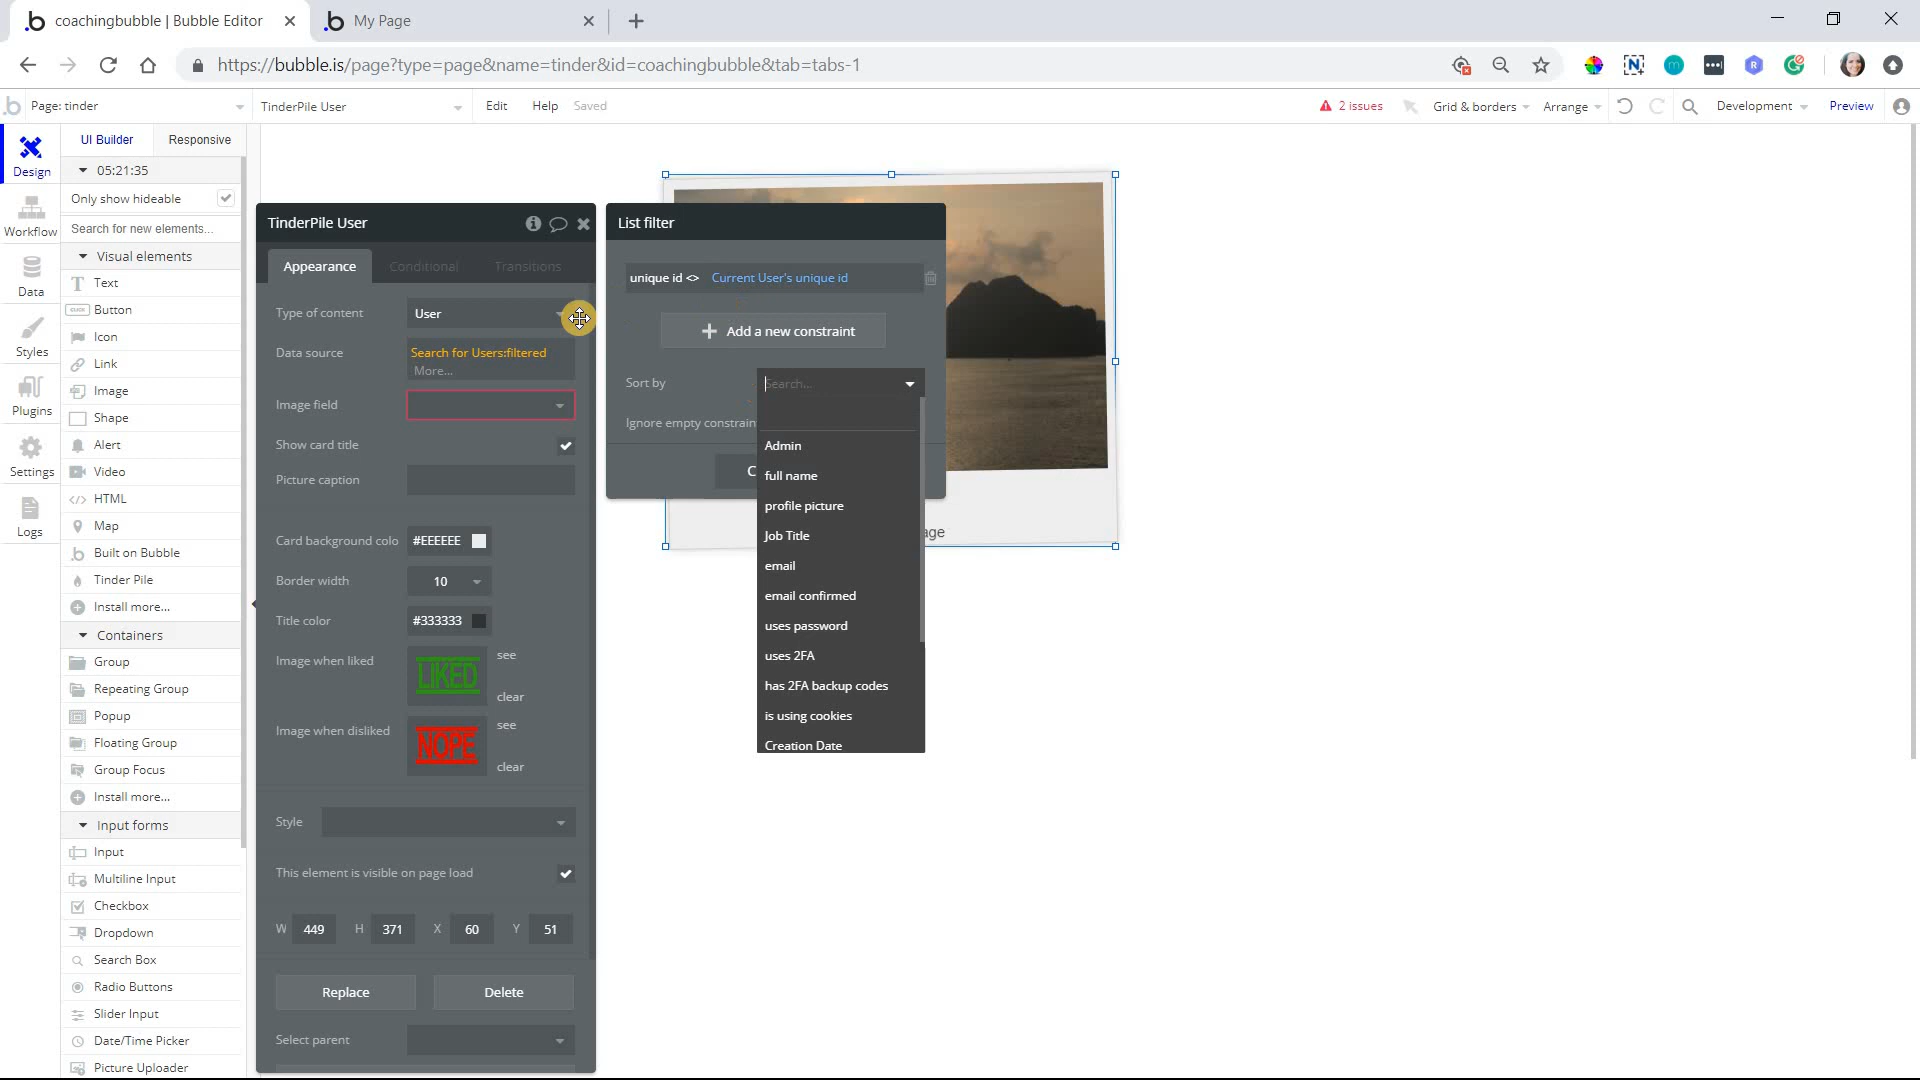 coachingbubble | Bubble Editor
My Page
https://bubble.is/page?type=page&name=tinder&id=coachingbubble&tab=tabs-1
Page: tinder
TinderPile User
Edit
Help
Saved
2 issues
Grid & borders
Arrange
Development
Preview
Design
Workflow
Data
Styles
Plugins
Settings
Logs
UI Builder
Responsive
05:21:35
Only show hideable
Search for new elements...
Visual elements
Text
Button
Icon
Link
Image
Shape
Alert
Video
HTML
Map
Built on Bubble
Tinder Pile
Install more...
Containers
Group
Repeating Group
Popup
Floating Group
Group Focus
Install more...
Input forms
Input
Multiline Input
Checkbox
Dropdown
Search Box
Radio Buttons
Slider Input
Date/Time Picker
Picture Uploader
TinderPile User
Appearance
Conditional
Transitions
Type of content
User
Data source
Search for Users:filtered
More...
Image field
Show card title
Picture caption
Card background colo
#EEEEEE
Border width
10
Title color
#333333
Image when liked
LIKED
see
clear
Image when disliked
NOPE
see
clear
Style
This element is visible on page load
W 449 H 371 X 60 Y 51
Replace
Delete
Select parent
List filter
unique id <> Current User's unique id
Add a new constraint
Sort by
Search...
Ignore empty constrain
C
Admin
full name
profile picture
Job Title
email
email confirmed
uses password
uses 2FA
has 2FA backup codes
is using cookies
Creation Date
age